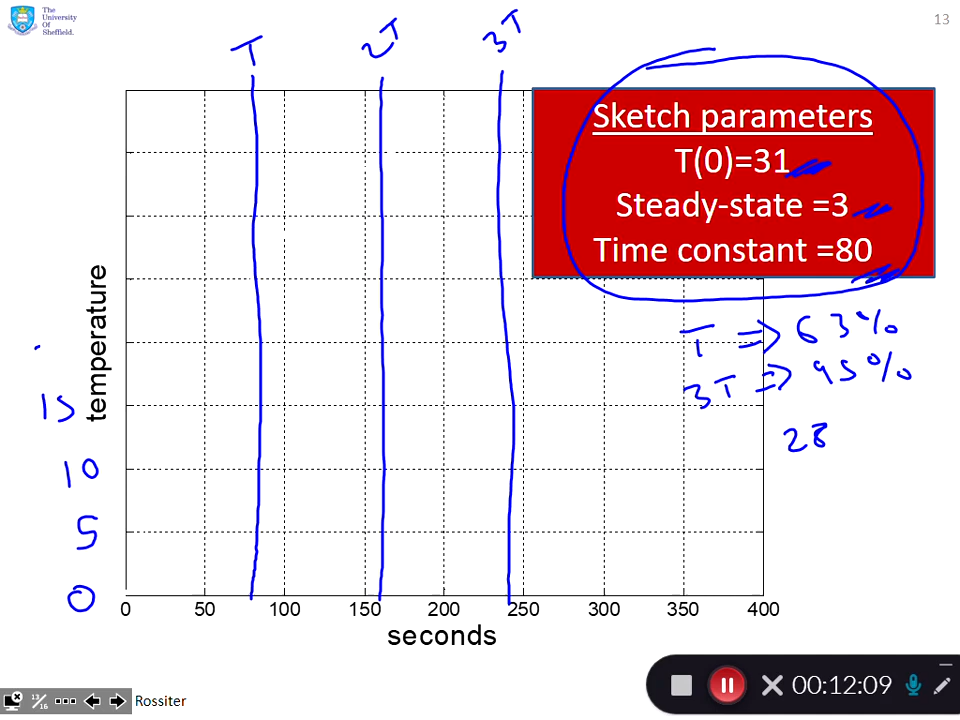 The
University
Of
Sheffield.
13
T
2T
3T
Sketch parameters
T(0)=31
Steady-state =3
Time constant =80
T => 63%
3T => 95%
28
temperature
15
10
5
0
0 50 100 150 200 250 300 350 400
seconds
13/16
Rossiter
00:12:09